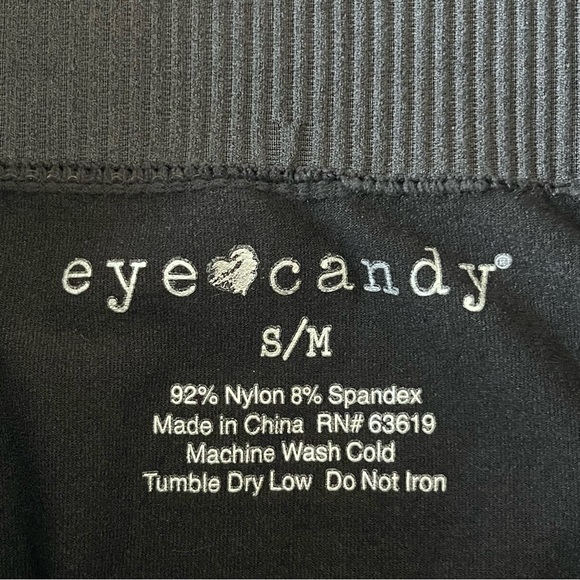 eye candy®
S/M
92% Nylon 8% Spandex
Made in China RN# 63619
Machine Wash Cold
Tumble Dry Low Do Not Iron